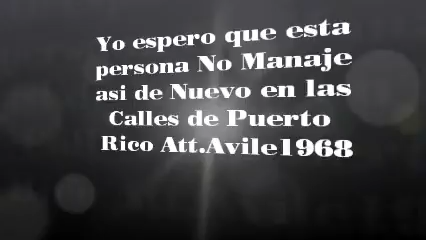 Yo espero que esta
persona No Manaje
asi de Nuevo en las
Calles de Puerto
Rico Att.Avile1968